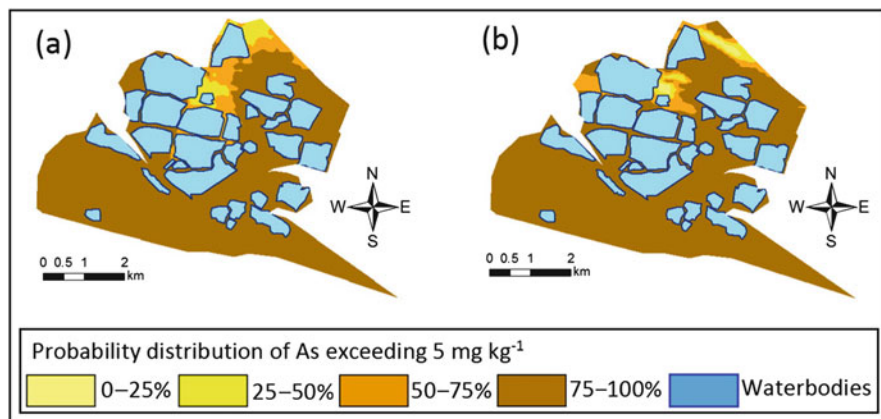 (a)
(b)
N
W E
S
N
W E
S
0 0.5 1 2
km
0 0.5 1 2
km
Probability distribution of As exceeding 5 mg kg⁻¹
0–25% 25–50% 50–75% 75–100% Waterbodies